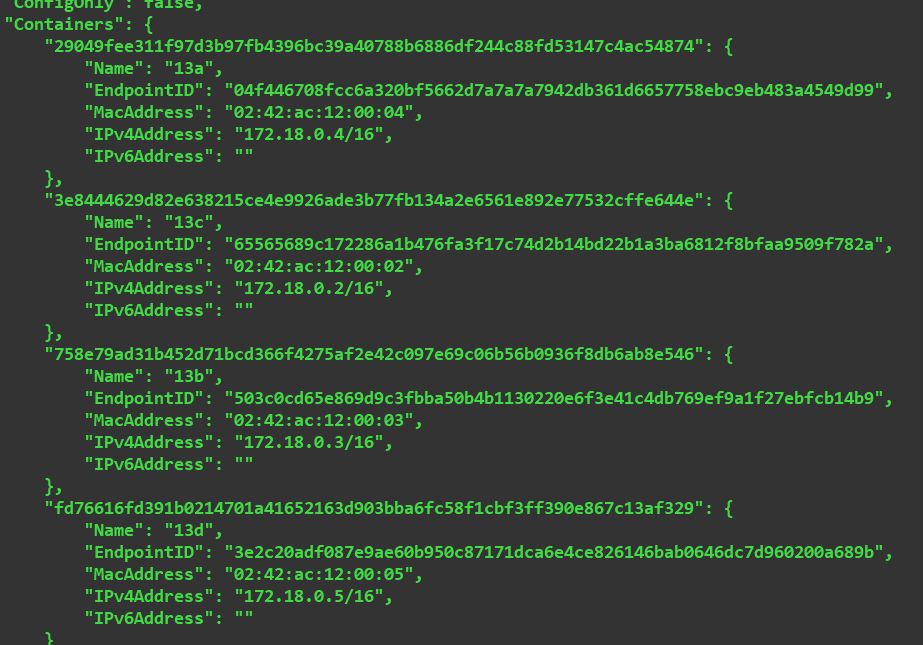 "ConfigOnly": false,
"Containers": {
"29049fee311f97d3b97fb4396bc39a40788b6886df244c88fd53147c4ac54874": {
"Name": "13a",
"EndpointID": "04f446708fcc6a320bf5662d7a7a7a7942db361d6657758ebc9eb483a4549d99",
"MacAddress": "02:42:ac:12:00:04",
"IPv4Address": "172.18.0.4/16",
"IPv6Address": ""
},
"3e8444629d82e638215ce4e9926ade3b77fb134a2e6561e892e77532cffe644e": {
"Name": "13c",
"EndpointID": "65565689c172286a1b476fa3f17c74d2b14bd22b1a3ba6812f8bfaa9509f782a",
"MacAddress": "02:42:ac:12:00:02",
"IPv4Address": "172.18.0.2/16",
"IPv6Address": ""
},
"758e79ad31b452d71bcd366f4275af2e42c097e69c06b56b0936f8db6ab8e546": {
"Name": "13b",
"EndpointID": "503c0cd65e869d9c3fbba50b4b1130220e6f3e41c4db769ef9a1f27ebfcb14b9",
"MacAddress": "02:42:ac:12:00:03",
"IPv4Address": "172.18.0.3/16",
"IPv6Address": ""
},
"fd76616fd391b0214701a41652163d903bba6fc58f1cbf3ff390e867c13af329": {
"Name": "13d",
"EndpointID": "3e2c20adf087e9ae60b950c87171dca6e4ce826146bab0646dc7d960200a689b",
"MacAddress": "02:42:ac:12:00:05",
"IPv4Address": "172.18.0.5/16",
"IPv6Address": ""
}